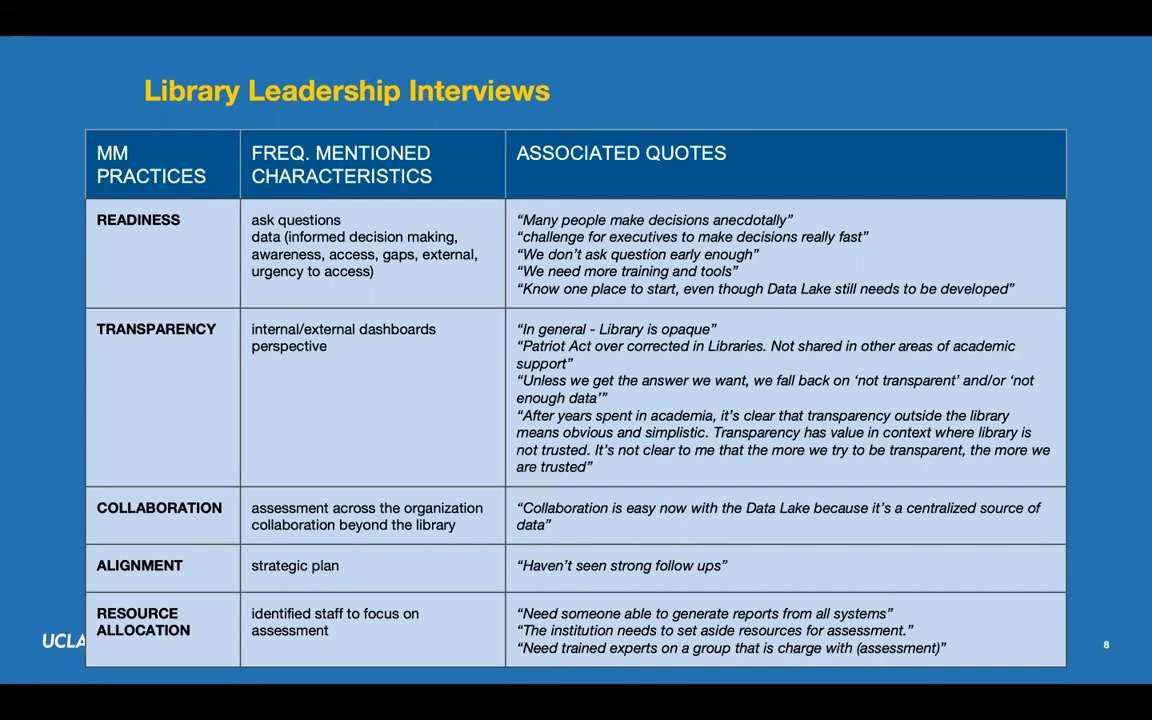 Library Leadership Interviews
MM
PRACTICES
FREQ. MENTIONED
CHARACTERISTICS
ASSOCIATED QUOTES
READINESS
ask questions
data (informed decision making,
awareness, access, gaps, external,
urgency to access)
“Many people make decisions anecdotally”
“challenge for executives to make decisions really fast”
“We don’t ask question early enough”
“We need more training and tools”
“Know one place to start, even though Data Lake still needs to be developed”
TRANSPARENCY
internal/external dashboards
perspective
“In general - Library is opaque”
“Patriot Act over corrected in Libraries. Not shared in other areas of academic
support”
“Unless we get the answer we want, we fall back on ‘not transparent’ and/or ‘not
enough data’”
“After years spent in academia, it’s clear that transparency outside the library
means obvious and simplistic. Transparency has value in context where library is
not trusted. It’s not clear to me that the more we try to be transparent, the more we
are trusted”
COLLABORATION
assessment across the organization
collaboration beyond the library
“Collaboration is easy now with the Data Lake because it’s a centralized source of
data”
ALIGNMENT
strategic plan
“Haven’t seen strong follow ups”
RESOURCE
ALLOCATION
identified staff to focus on
assessment
“Need someone able to generate reports from all systems”
“The institution needs to set aside resources for assessment.”
“Need trained experts on a group that is charge with (assessment)”
UCLA
8